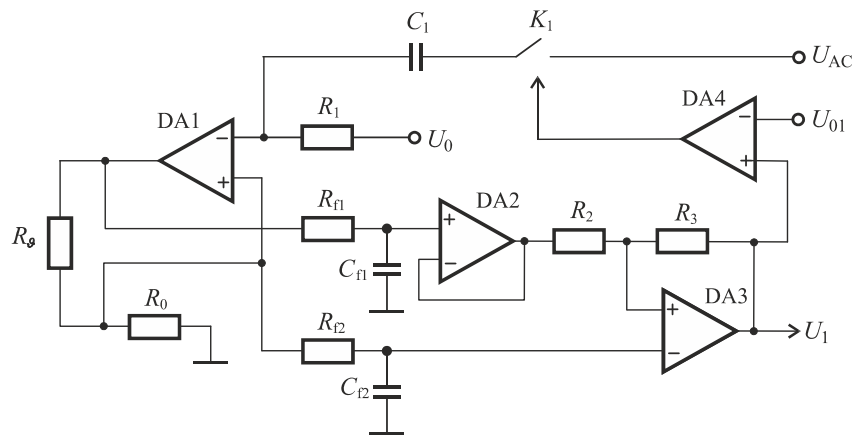 C1 K1
UAC
DA4
DA1 R1
− − U01
U0
+ +
Rf1 DA2 R2 R3
+
Rϑ −
Cf1 DA3
R0 Rf2 +
U1
−
Cf2